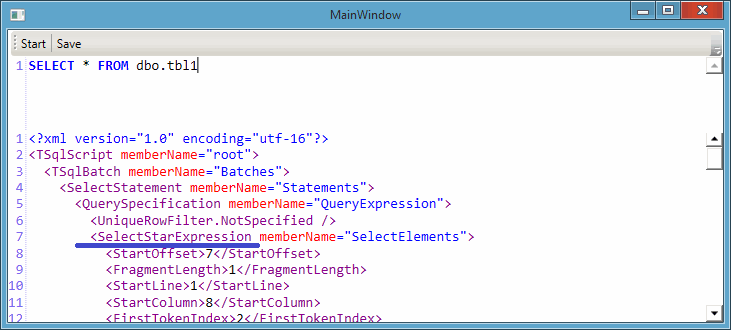 MainWindow
Start Save
1 SELECT * FROM dbo.tbl1
1 <?xml version="1.0" encoding="utf-16"?>
2 <TSqlScript memberName="root">
3 <TSqlBatch memberName="Batches">
4 <SelectStatement memberName="Statements">
5 <QuerySpecification memberName="QueryExpression">
6 <UniqueRowFilter.NotSpecified />
7 <SelectStarExpression memberName="SelectElements">
8 <StartOffset>7</StartOffset>
9 <FragmentLength>1</FragmentLength>
10 <StartLine>1</StartLine>
11 <StartColumn>8</StartColumn>
12 <FirstTokenIndex>2</FirstTokenIndex>